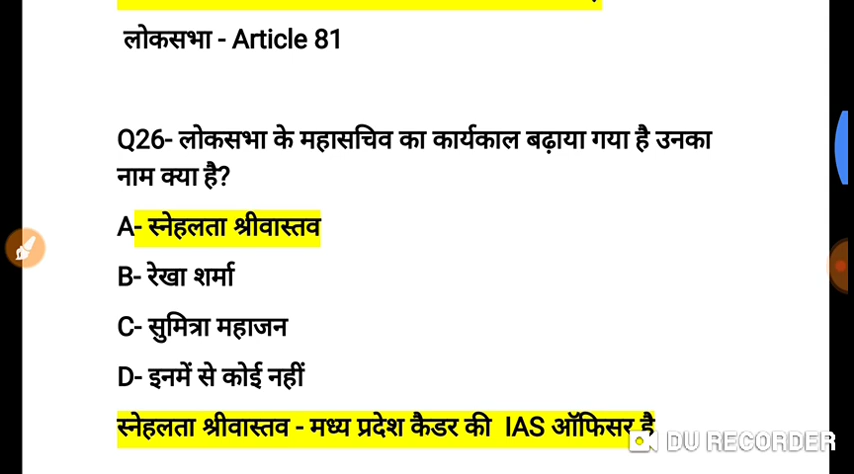 लोकसभा - Article 81
Q26- लोकसभा के महासचिव का कार्यकाल बढ़ाया गया है उनका
नाम क्या है?
A- स्नेहलता श्रीवास्तव
B- रेखा शर्मा
C- सुमित्रा महाजन
D- इनमें से कोई नहीं
स्नेहलता श्रीवास्तव - मध्य प्रदेश कैडर की IAS ऑफिसर है
DU RECORDER